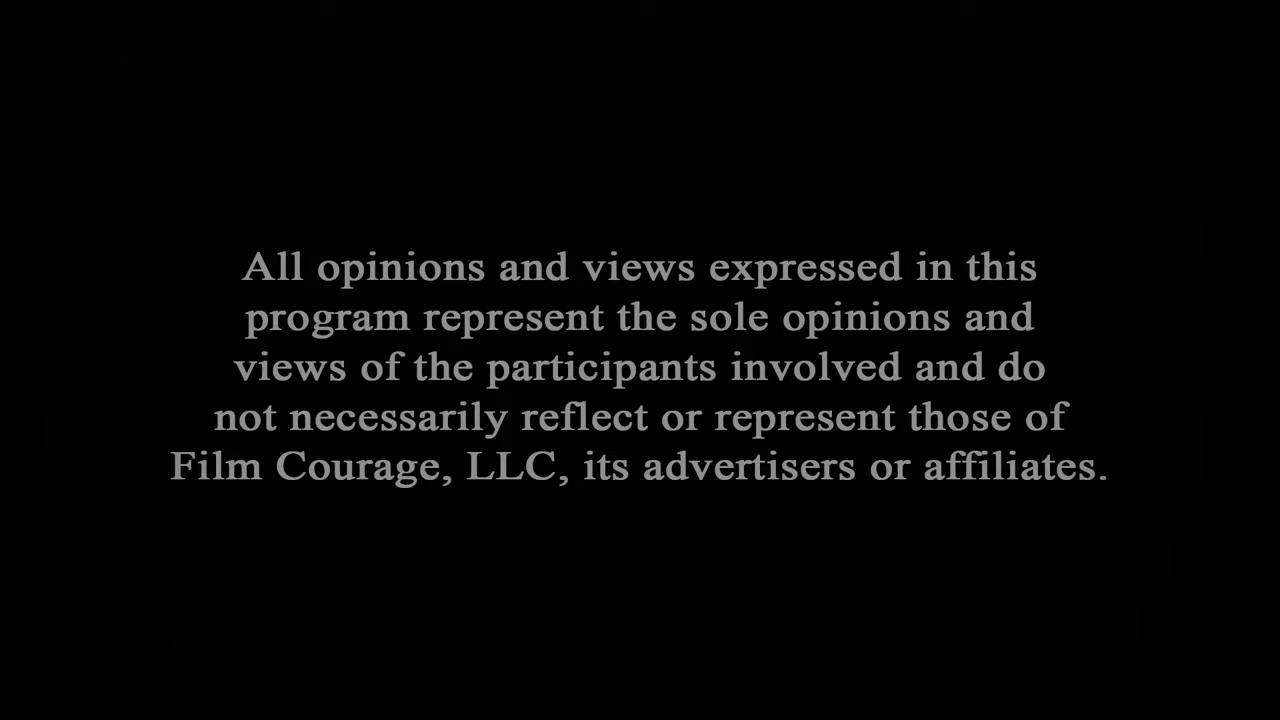 All opinions and views expressed in this
program represent the sole opinions and
views of the participants involved and do
not necessarily reflect or represent those of
Film Courage, LLC, its advertisers or affiliates.